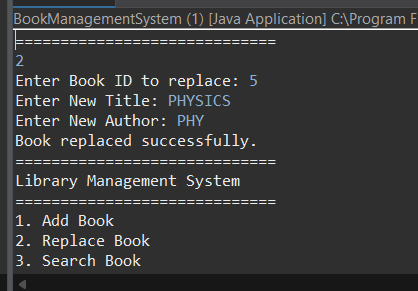 BookManagementSystem (1) [Java Application] C:\Program F
=============================
2
Enter Book ID to replace: 5
Enter New Title: PHYSICS
Enter New Author: PHY
Book replaced successfully.
=============================
Library Management System
=============================
1. Add Book
2. Replace Book
3. Search Book